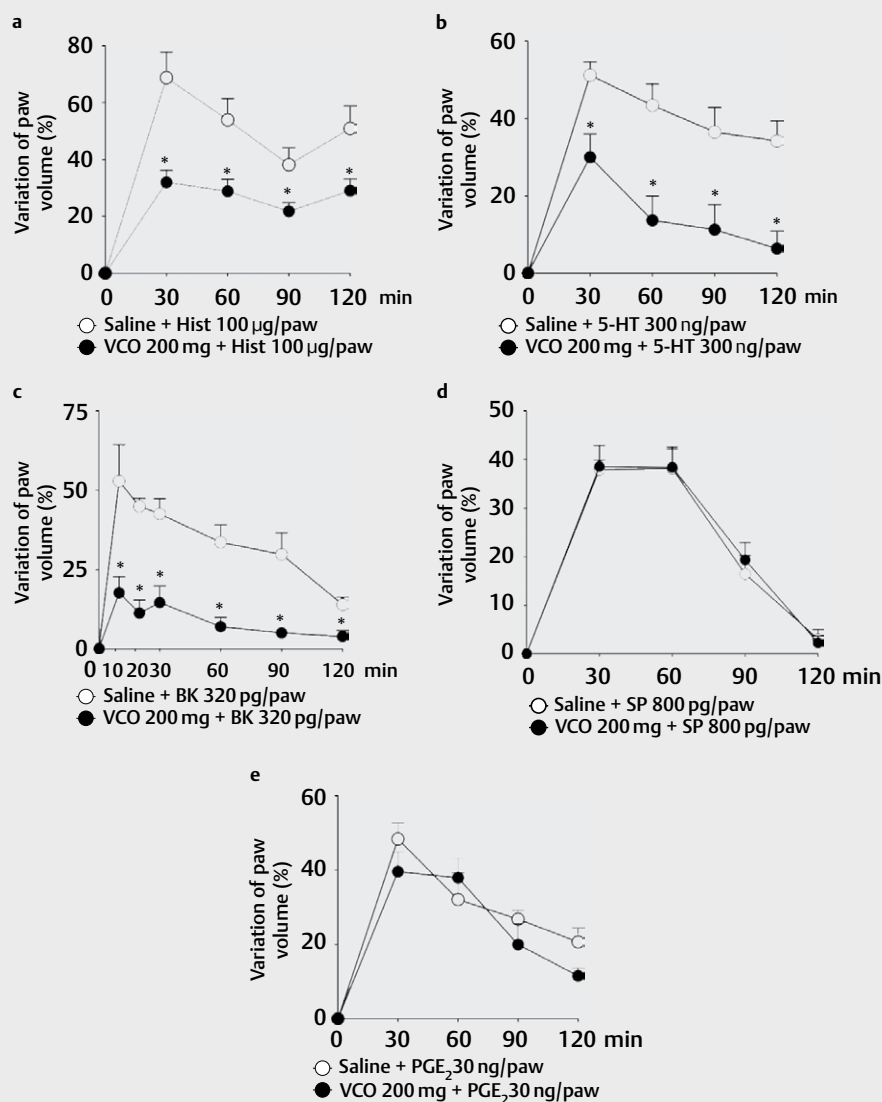 a
Variation of paw
volume (%)
80
60
40
20
0
* * * *
0 30 60 90 120 min
Saline + Hist 100 µg/paw
VCO 200 mg + Hist 100 µg/paw
b
Variation of paw
volume (%)
60
40
20
0
* * * *
0 30 60 90 120 min
Saline + 5-HT 300 ng/paw
VCO 200 mg + 5-HT 300 ng/paw
c
Variation of paw
volume (%)
75
50
25
0
* * * * * *
0 10 20 30 60 90 120 min
Saline + BK 320 pg/paw
VCO 200 mg + BK 320 pg/paw
d
Variation of paw
volume (%)
50
40
30
20
10
0
0 30 60 90 120 min
Saline + SP 800 pg/paw
VCO 200 mg + SP 800 pg/paw
e
Variation of paw
volume (%)
60
40
20
0
0 30 60 90 120 min
Saline + PGE₂30 ng/paw
VCO 200 mg + PGE₂30 ng/paw